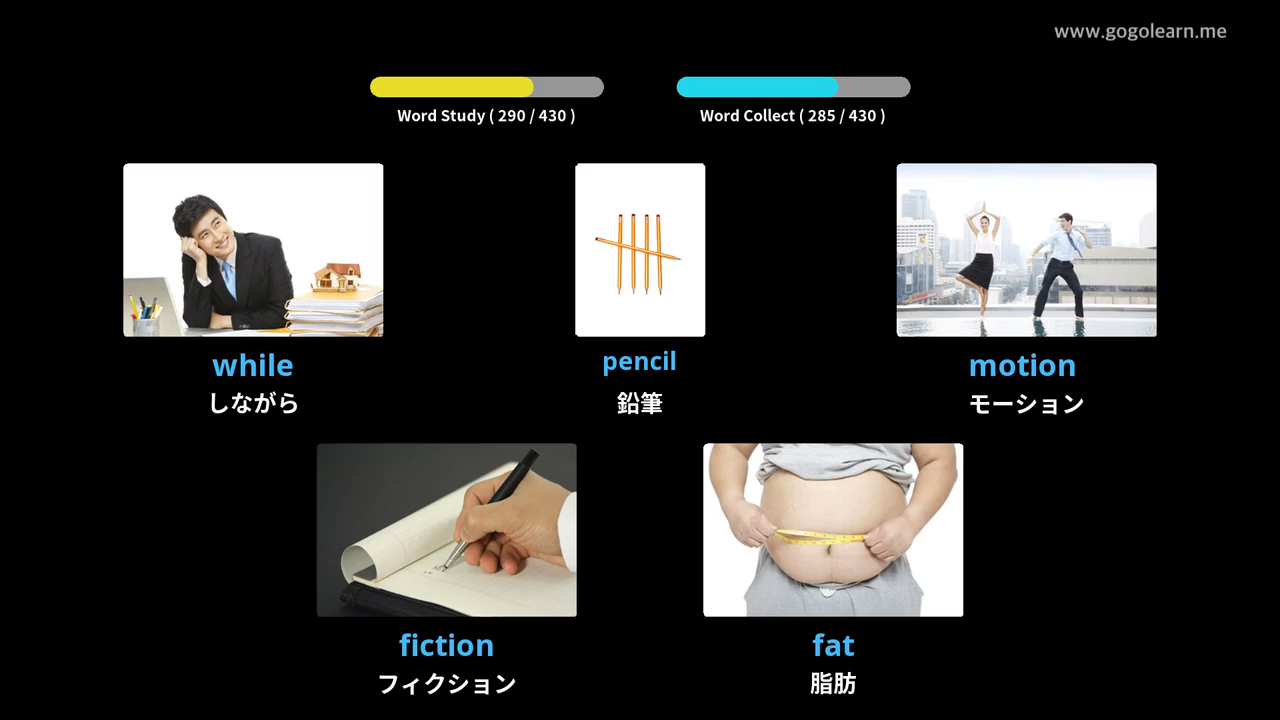 www.gogolearn.me
Word Study ( 290 / 430 )
Word Collect ( 285 / 430 )
while
しながら
pencil
鉛筆
motion
モーション
fiction
フィクション
fat
脂肪